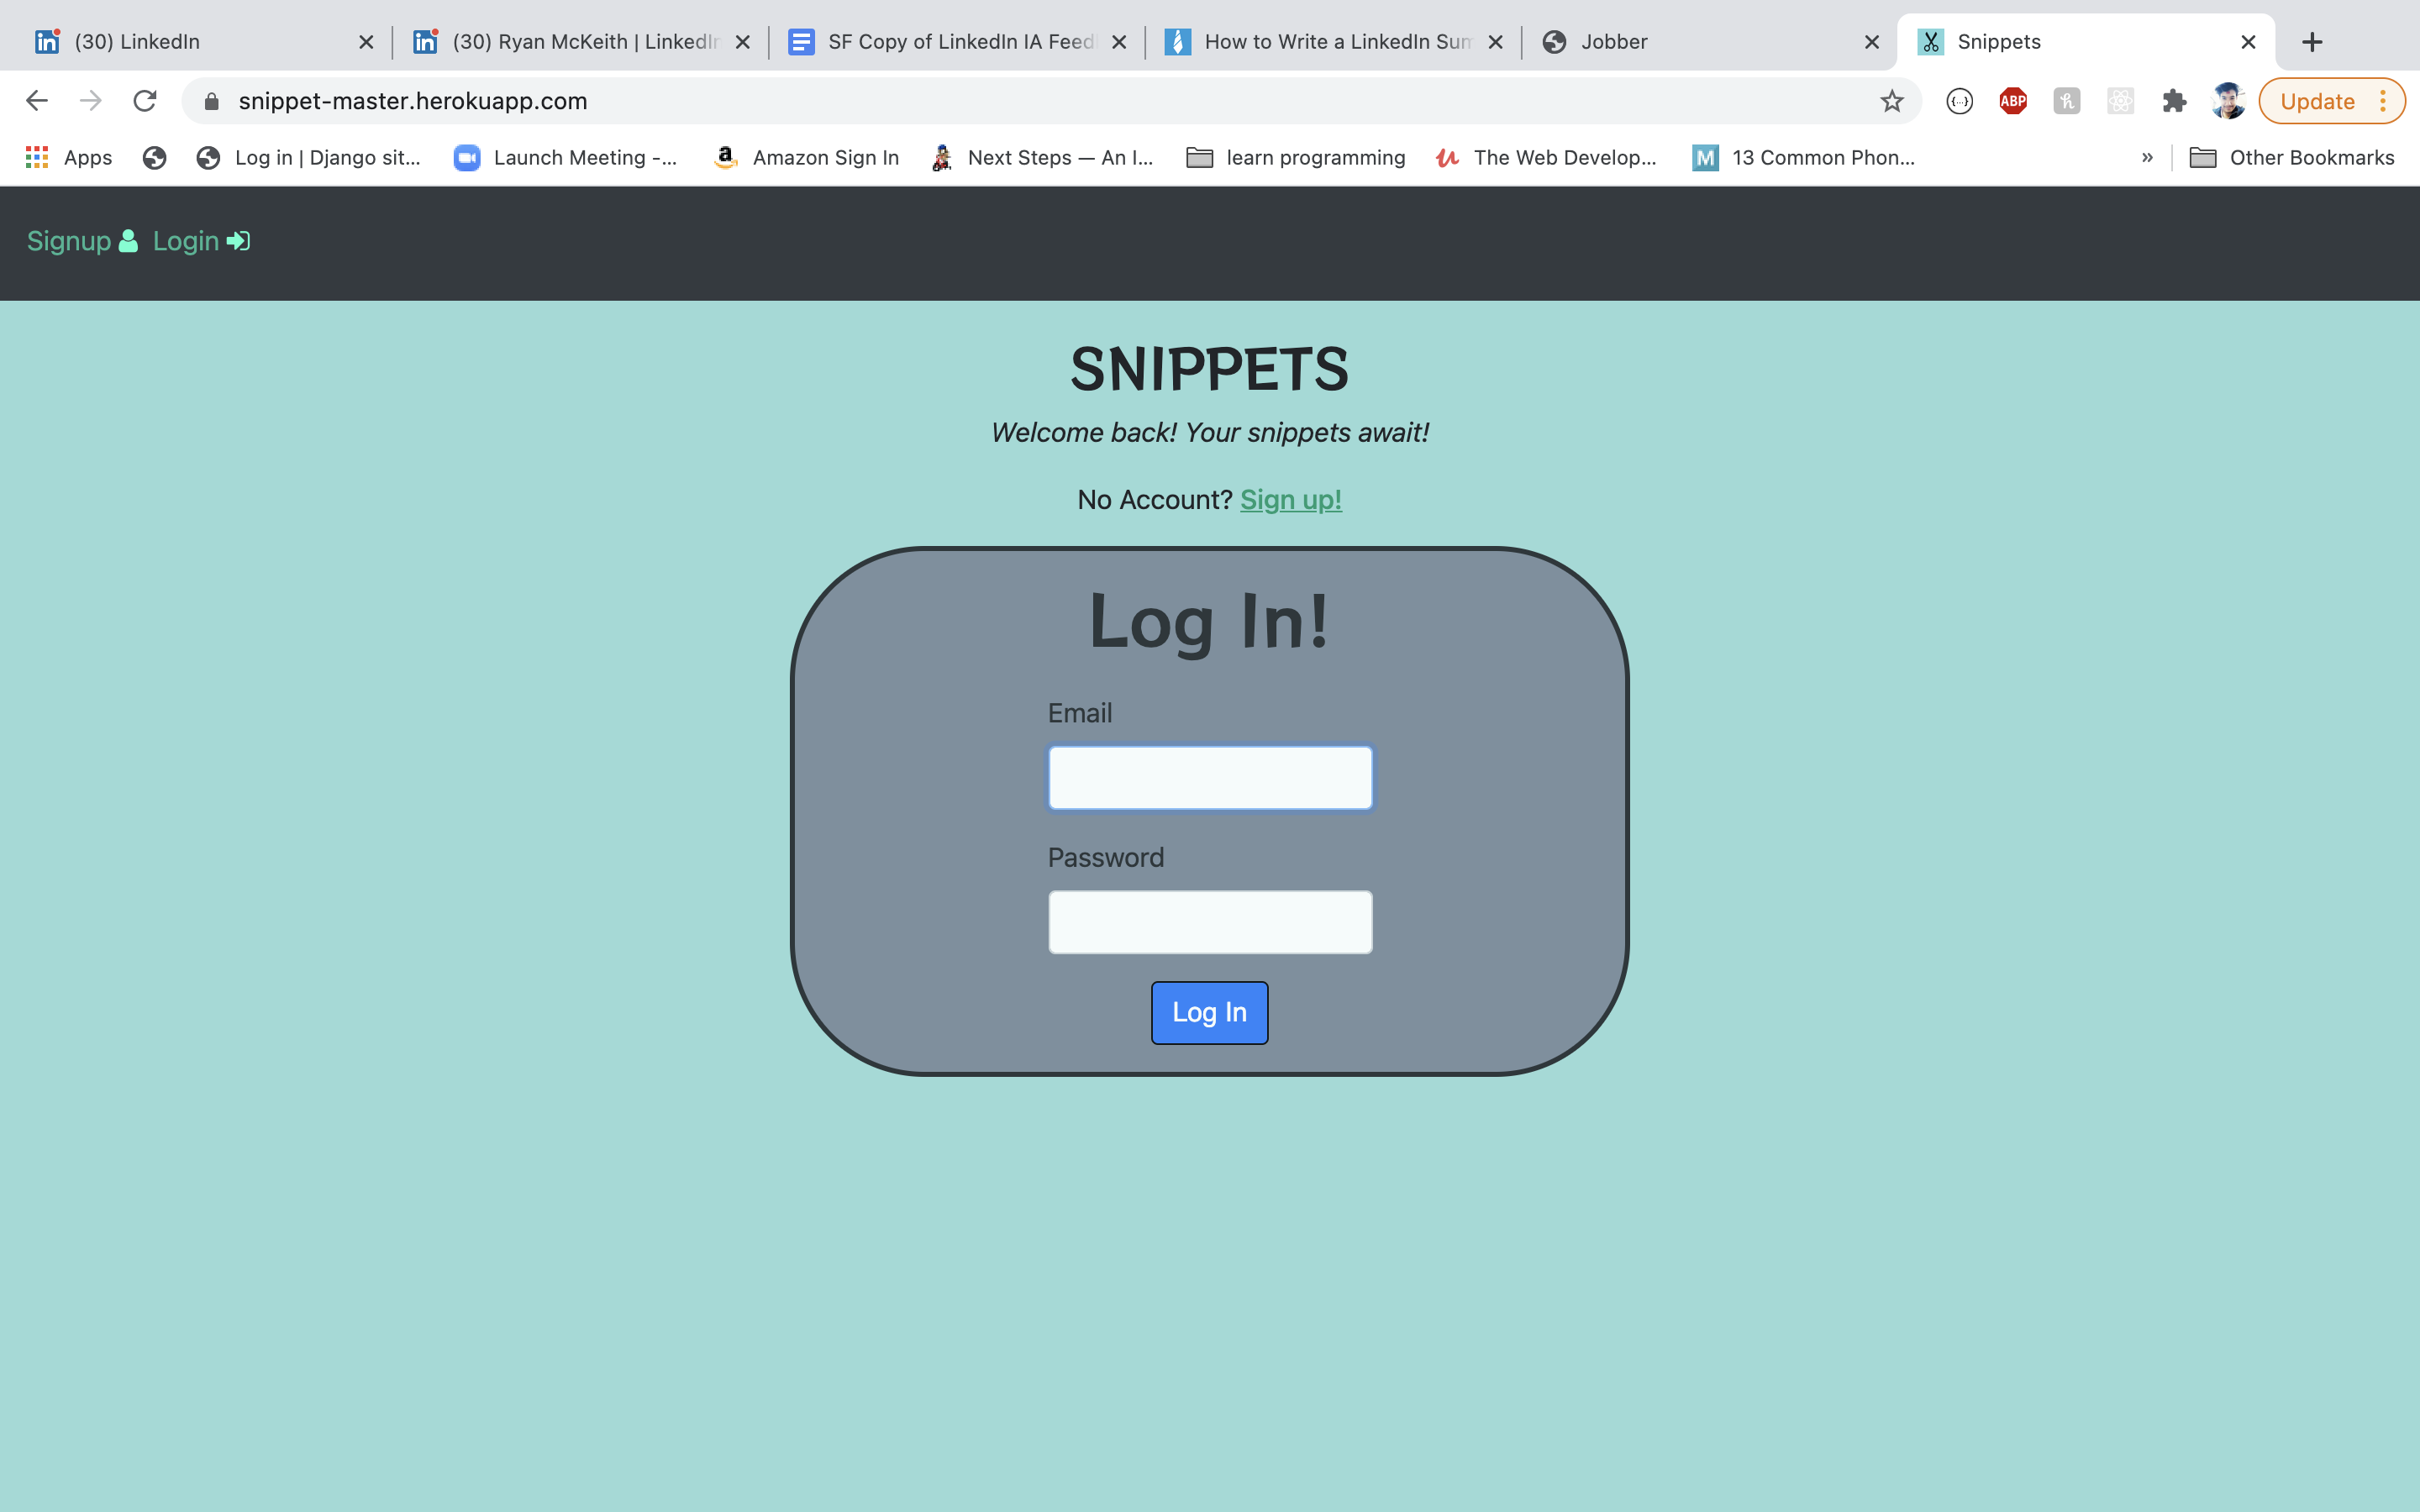 (30) LinkedIn
(30) Ryan McKeith | LinkedIn
SF Copy of LinkedIn IA Feed
How to Write a LinkedIn Sum
Jobber
Snippets
snippet-master.herokuapp.com
ABP
Update
Apps
Log in | Django sit...
Launch Meeting -...
Amazon Sign In
Next Steps — An I...
learn programming
The Web Develop...
M 13 Common Phon...
»
Other Bookmarks
Signup Login
SNIPPETS
Welcome back! Your snippets await!
No Account? Sign up!
Log In!
Email
Password
Log In